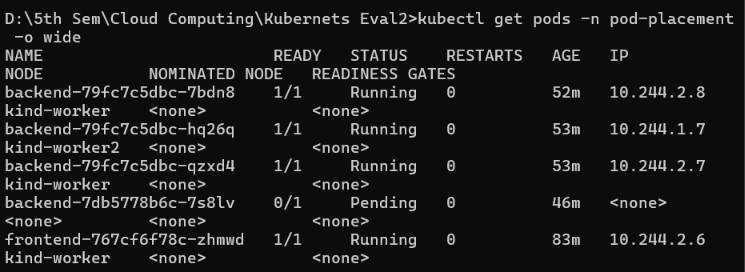 D:\5th Sem\Cloud Computing\Kubernets Eval2>kubectl get pods -n pod-placement
-o wide
NAME READY STATUS RESTARTS AGE IP
NODE NOMINATED NODE READINESS GATES
backend-79fc7c5dbc-7bdn8 1/1 Running 0 52m 10.244.2.8
kind-worker <none> <none>
backend-79fc7c5dbc-hq26q 1/1 Running 0 53m 10.244.1.7
kind-worker2 <none> <none>
backend-79fc7c5dbc-qzxd4 1/1 Running 0 53m 10.244.2.7
kind-worker <none> <none>
backend-7db5778b6c-7s8lv 0/1 Pending 0 46m <none>
<none> <none> <none>
frontend-767cf6f78c-zhmwd 1/1 Running 0 83m 10.244.2.6
kind-worker <none> <none>